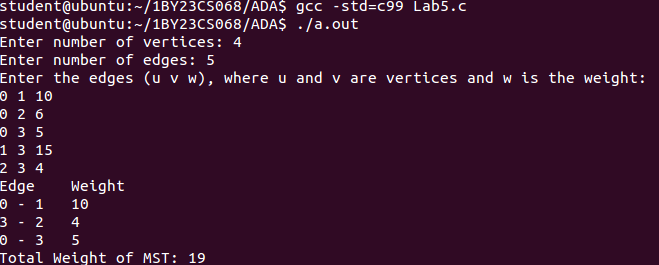 student@ubuntu:~/1BY23CS068/ADA$ gcc -std=c99 Lab5.c
student@ubuntu:~/1BY23CS068/ADA$ ./a.out
Enter number of vertices: 4
Enter number of edges: 5
Enter the edges (u v w), where u and v are vertices and w is the weight:
0 1 10
0 2 6
0 3 5
1 3 15
2 3 4
Edge    Weight
0 - 1   10
3 - 2   4
0 - 3   5
Total Weight of MST: 19